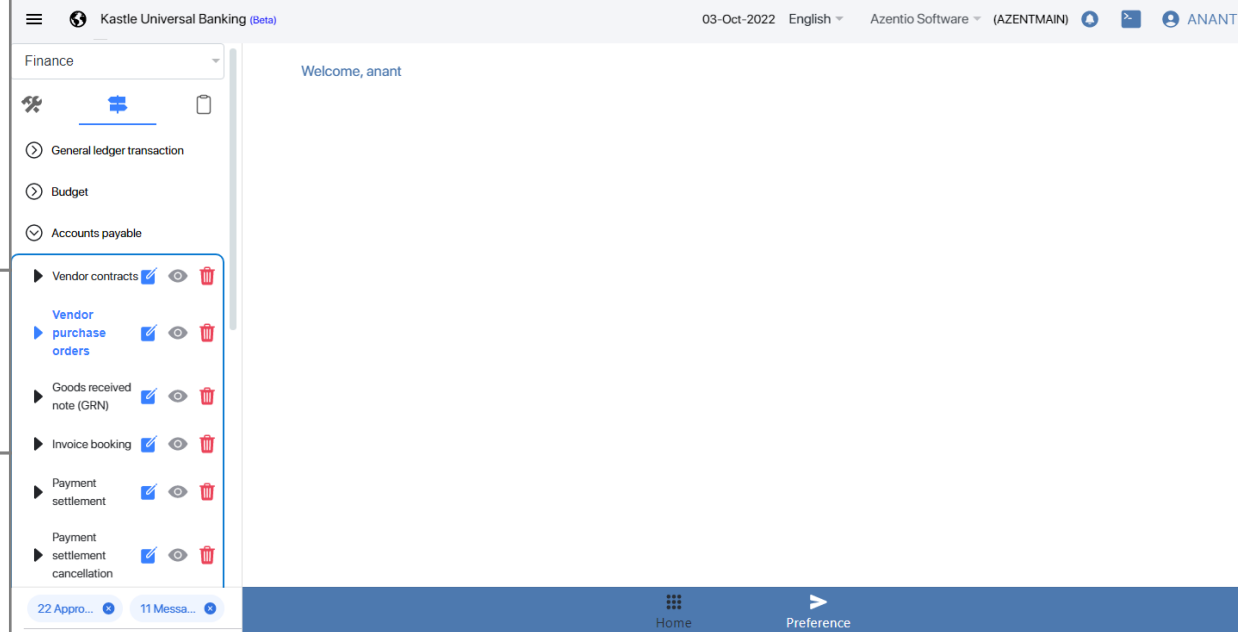 Kastle Universal Banking (Beta)
03-Oct-2022 English Azentio Software (AZENTMAIN) ANANT
Finance
Welcome, anant
General ledger transaction
Budget
Accounts payable
Vendor contracts
Vendor
purchase
orders
Goods received
note (GRN)
Invoice booking
Payment
settlement
Payment
settlement
cancellation
22 Appro...
11 Messa...
Home
Preference